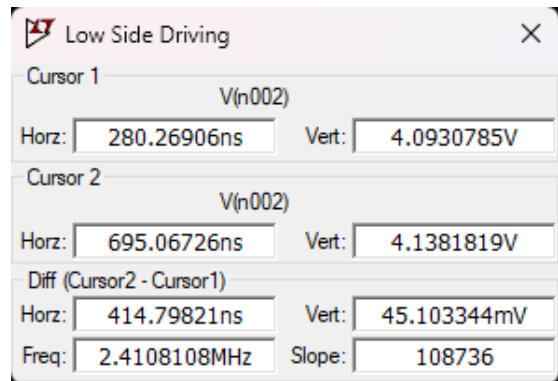 Low Side Driving
Cursor 1
V(n002)
Horz: 280.26906ns Vert: 4.0930785V
Cursor 2
V(n002)
Horz: 695.06726ns Vert: 4.1381819V
Diff (Cursor2 - Cursor1)
Horz: 414.79821ns Vert: 45.103344mV
Freq: 2.4108108MHz Slope: 108736